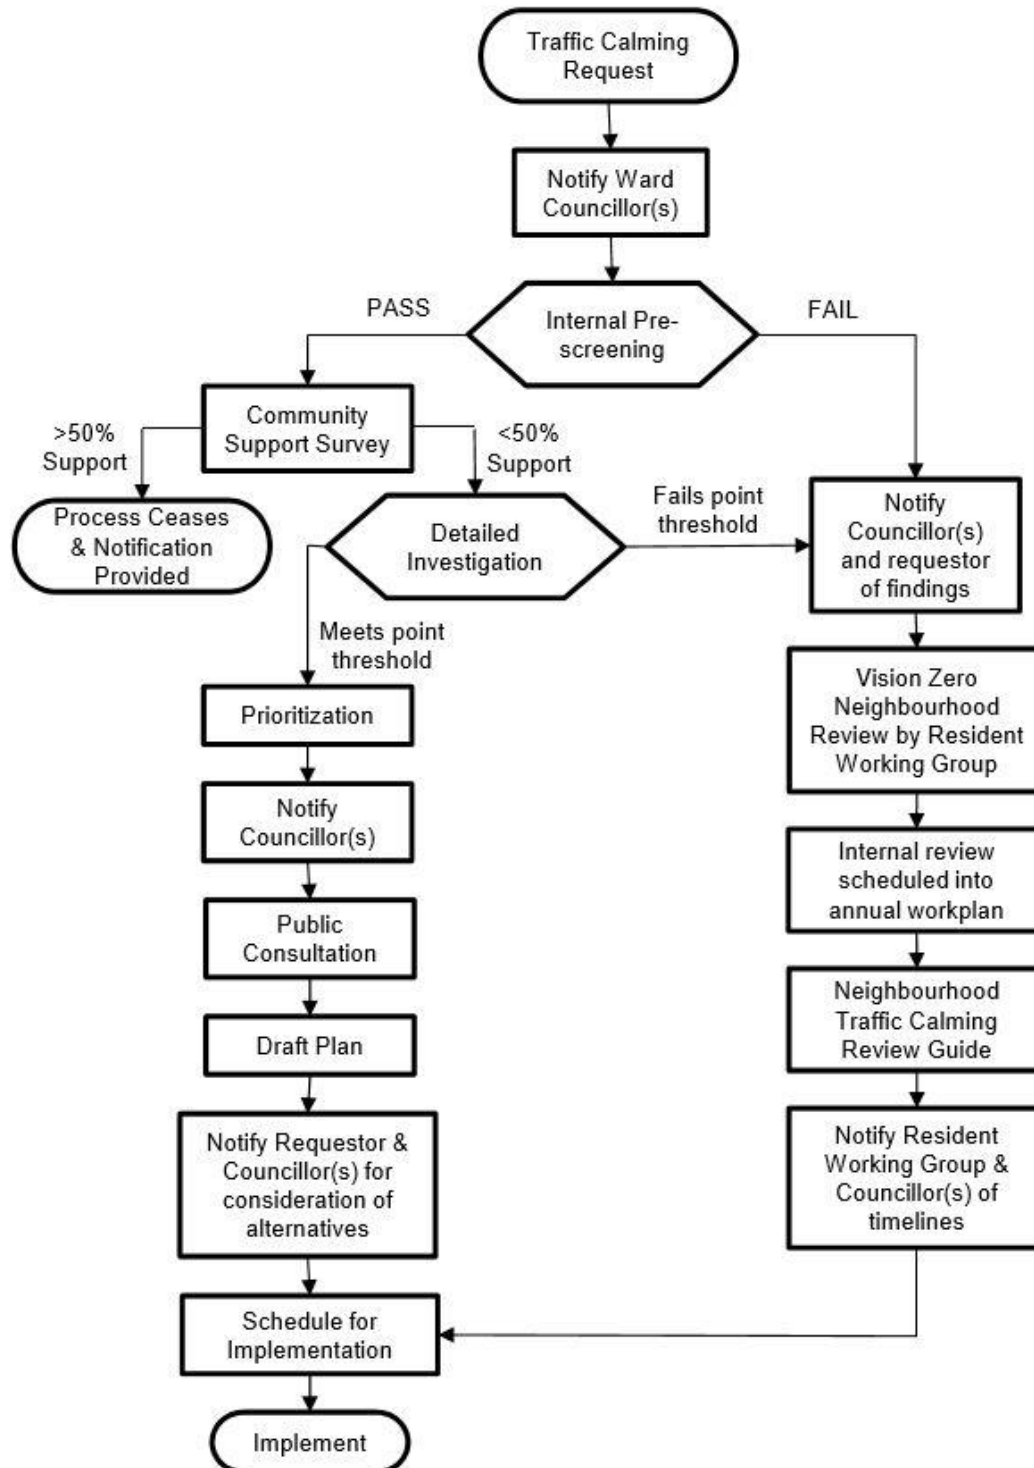 Traffic Calming
Request
Notify Ward
Councillor(s)
PASS
Internal Pre-
screening
FAIL
Community
Support Survey
>50%
Support
<50%
Support
Process Ceases
& Notification
Provided
Detailed
Investigation
Fails point
threshold
Notify
Councillor(s)
and requestor
of findings
Meets point
threshold
Prioritization
Notify
Councillor(s)
Public
Consultation
Draft Plan
Notify Requestor &
Councillor(s) for
consideration of
alternatives
Vision Zero
Neighbourhood
Review by Resident
Working Group
Internal review
scheduled into
annual workplan
Neighbourhood
Traffic Calming
Review Guide
Notify Resident
Working Group &
Councillor(s) of
timelines
Schedule for
Implementation
Implement